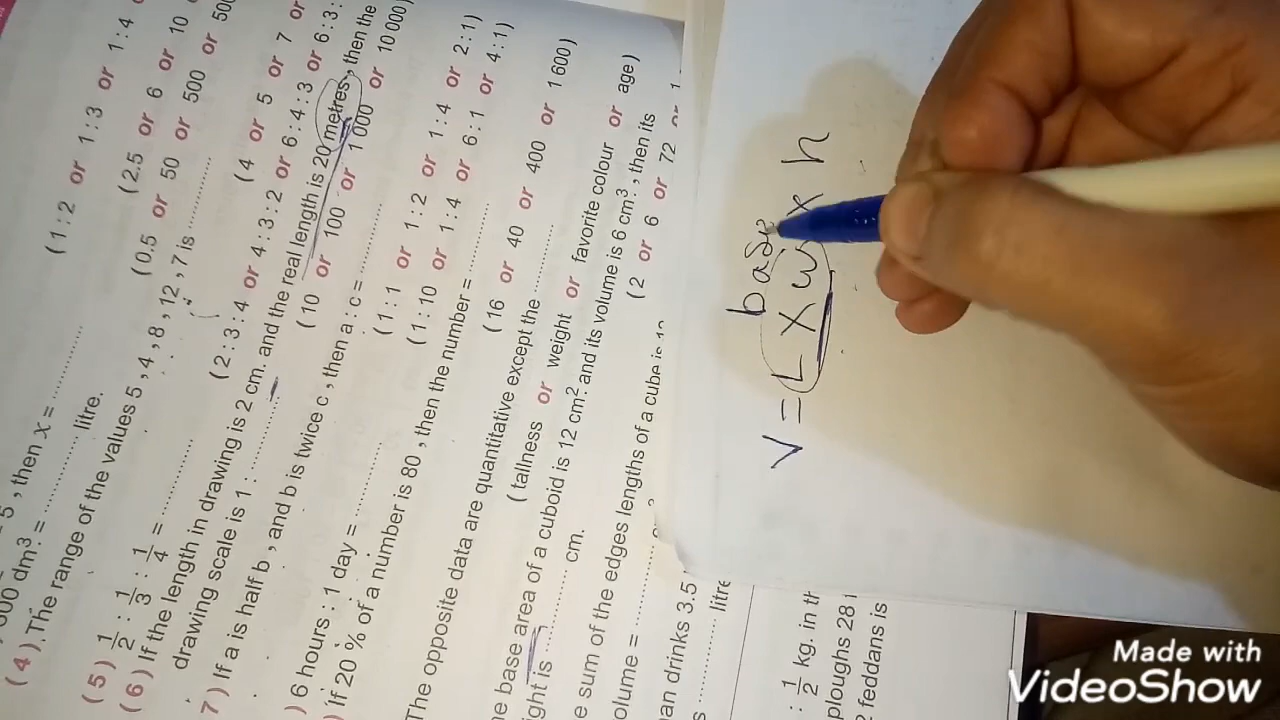 5 , then x = ..........
(1 : 2 or 1 : 3 or 1 : 4
00 dm³ = .......... litre.
(2.5 or 6 or 10
(4) The range of the values 5 , 4 , 8 , 12 , 7 is ..........
(0.5 or 50 or 500 or 500
(4 or 5 or 7 or
(5) 1/2 : 1/3 : 1/4 = ..........
(2 : 3 : 4 or 4 : 3 : 2 or 6 : 4 : 3 or 6 : 3 :
(6) If the length in drawing is 2 cm. and the real length is 20 metres , then the
drawing scale is 1 : ..........
(10 or 100 or 1 000 or 10 000)
7) If a is half b , and b is twice c , then a : c = ..........
(1 : 1 or 1 : 2 or 1 : 4 or 2 : 1)
) 6 hours : 1 day = ..........
(1 : 10 or 1 : 4 or 6 : 1 or 4 : 1)
) If 20 % of a number is 80 , then the number = ..........
(16 or 40 or 400 or 1 600)
The opposite data are quantitative except the ..........
(tallness or weight or favorite colour or age)
e base area of a cuboid is 12 cm² and its volume is 6 cm³ , then its
ight is .......... cm.
(2 or 6 or 72 or 1
e sum of the edges lengths of a cube is
olume = ..........
an drinks 3.5
s .......... litre
: 1/2 kg. in th
ploughs 28
feddans is
base
V = L X w x h
Made with
VideoShow